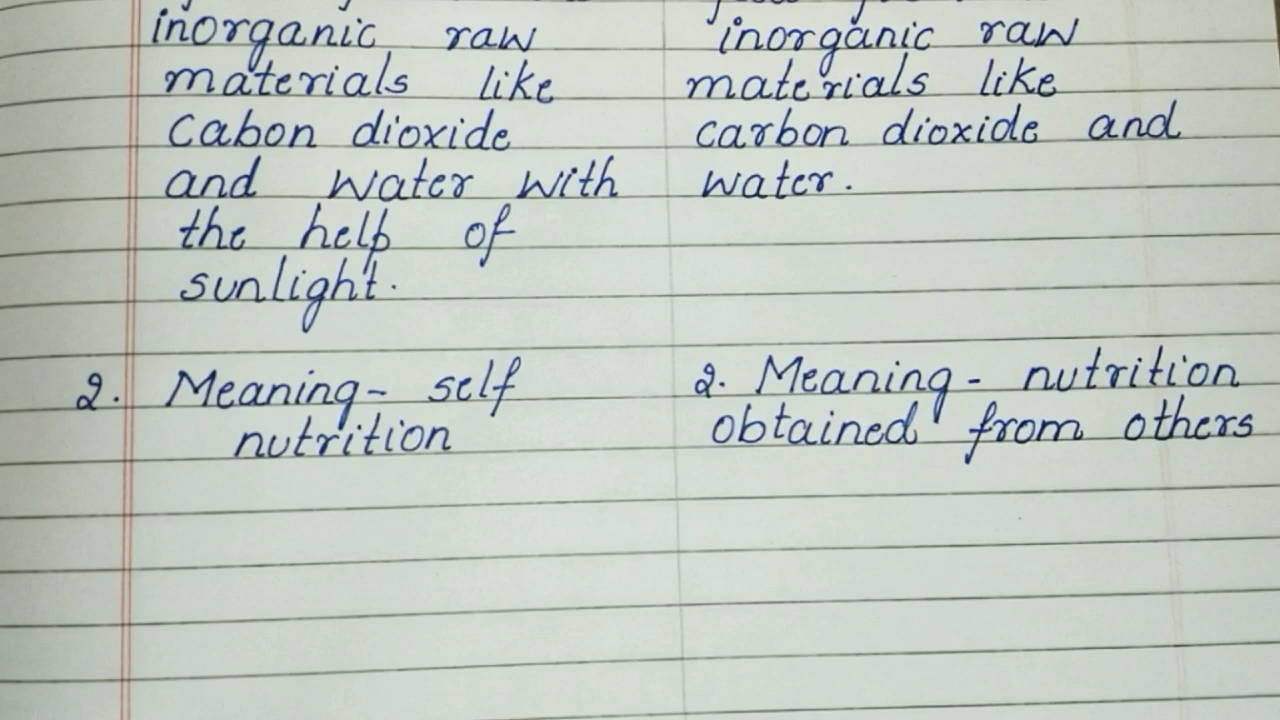 inorganic raw
materials like
Cabon dioxide
and water with
the help of
sunlight.
2. Meaning- self
nutrition
inorganic raw
materials like
carbon dioxide and
water.
2. Meaning - nutrition
obtained from others